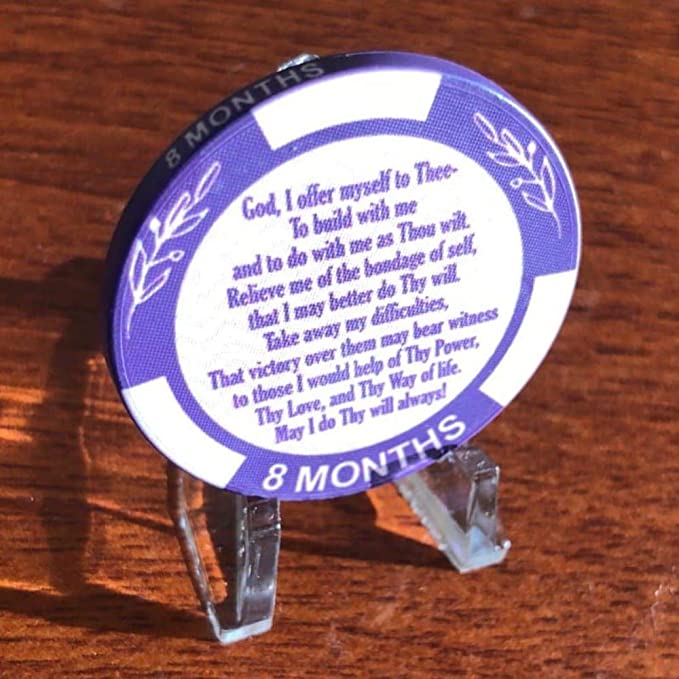 8 MONTHS
God, I offer myself to Thee-
To build with me
and to do with me as Thou wilt.
Relieve me of the bondage of self,
that I may better do Thy will.
Take away my difficulties,
That victory over them may bear witness
to those I would help of Thy Power,
Thy Love, and Thy Way of life.
May I do Thy will always!
8 MONTHS